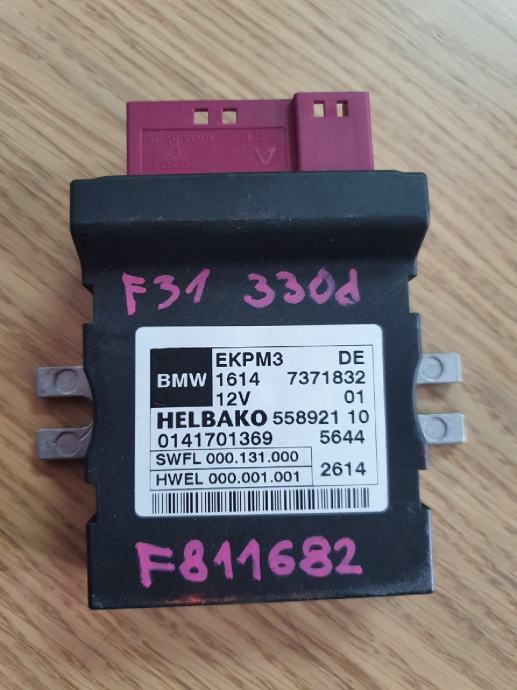 F31 330d
EKPM3 DE
BMW 1614 7371832
12V 01
HELBAKO 558921 10
0141701369 5644
SWFL 000.131.000
HWEL 000.001.001 2614
F811682